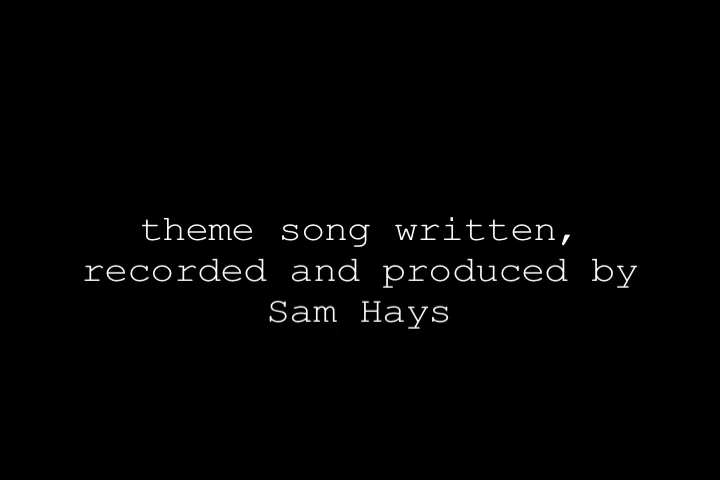 theme song written,
recorded and produced by
Sam Hays